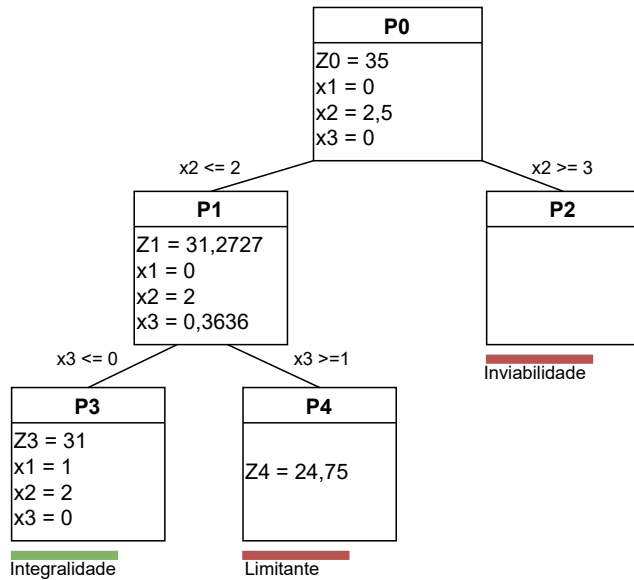 P0
Z0 = 35
x1 = 0
x2 = 2,5
x3 = 0
x2 <= 2
x2 >= 3
P1
Z1 = 31,2727
x1 = 0
x2 = 2
x3 = 0,3636
P2
Inviabilidade
x3 <= 0
x3 >=1
P3
Z3 = 31
x1 = 1
x2 = 2
x3 = 0
Integralidade
P4
Z4 = 24,75
Limitante